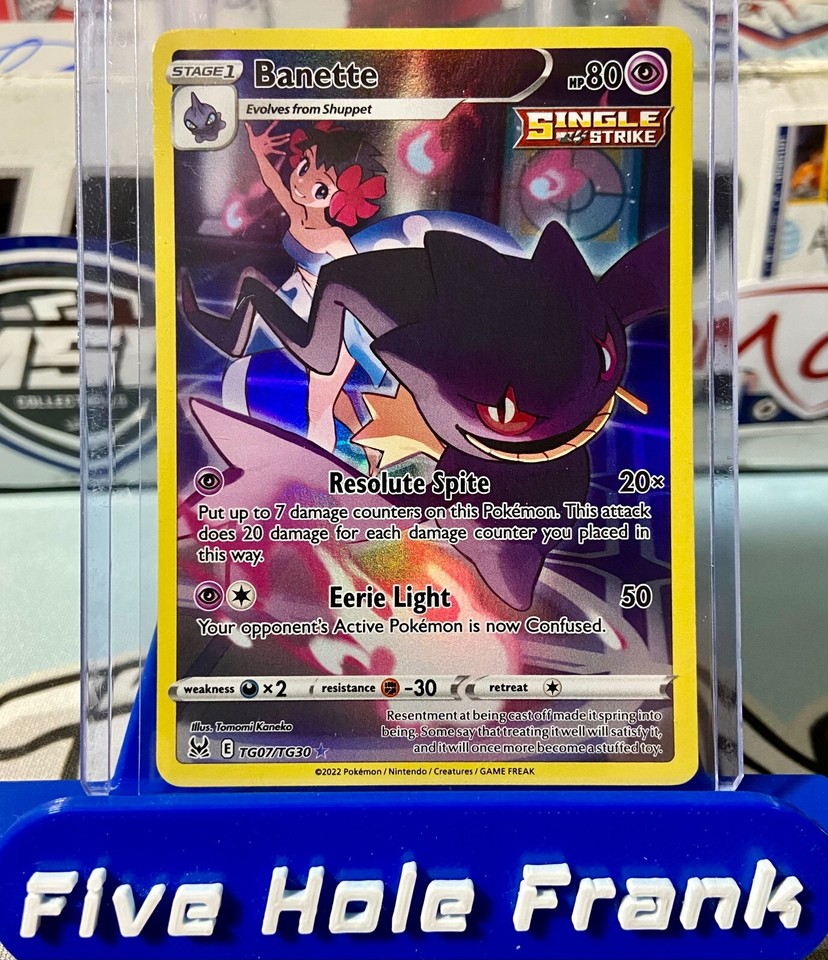 STAGE 1 Banette HP 80
Evolves from Shuppet
SINGLE
STRIKE
Resolute Spite 20×
Put up to 7 damage counters on this Pokémon. This attack
does 20 damage for each damage counter you placed in
this way.
Eerie Light 50
Your opponent's Active Pokémon is now Confused.
weakness ×2 resistance -30 retreat
Resentment at being cast off made it spring into
being. Some say that treating it well will satisfy it,
and it will once more become a stuffed toy.
Illus. Tomomi Kaneko
E TG07/TG30
©2022 Pokémon / Nintendo / Creatures / GAME FREAK
Five Hole Frank